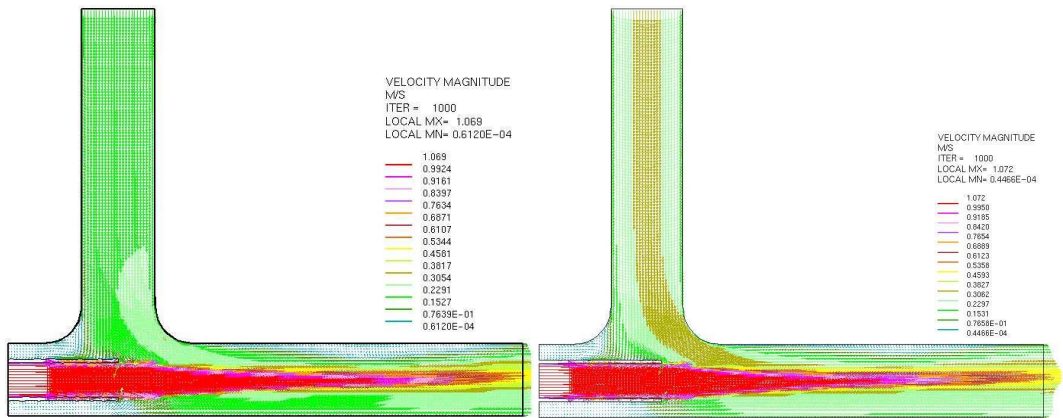 VELOCITY MAGNITUDE
M/S
ITER = 1000
LOCAL MX= 1.069
LOCAL MN= 0.6120E-04
1.069
0.9924
0.9161
0.8397
0.7634
0.6871
0.6107
0.5344
0.4581
0.3817
0.3054
0.2291
0.1527
0.7639E-01
0.6120E-04
VELOCITY MAGNITUDE
M/S
ITER = 1000
LOCAL MX= 1.072
LOCAL MN= 0.4466E-04
1.072
0.9950
0.9185
0.8420
0.7654
0.6889
0.6123
0.5358
0.4593
0.3827
0.3062
0.2297
0.1531
0.7658E-01
0.4466E-04